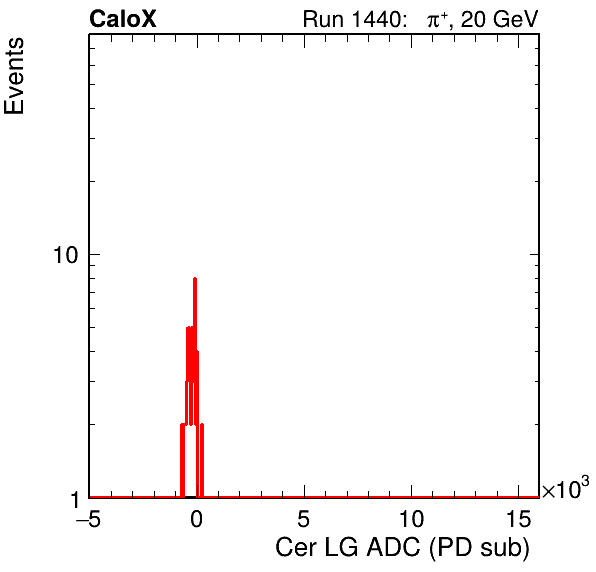 CaloX Run 1440: π⁺, 20 GeV
Events
10
1
−5 0 5 10 15 ×10³
Cer LG ADC (PD sub)